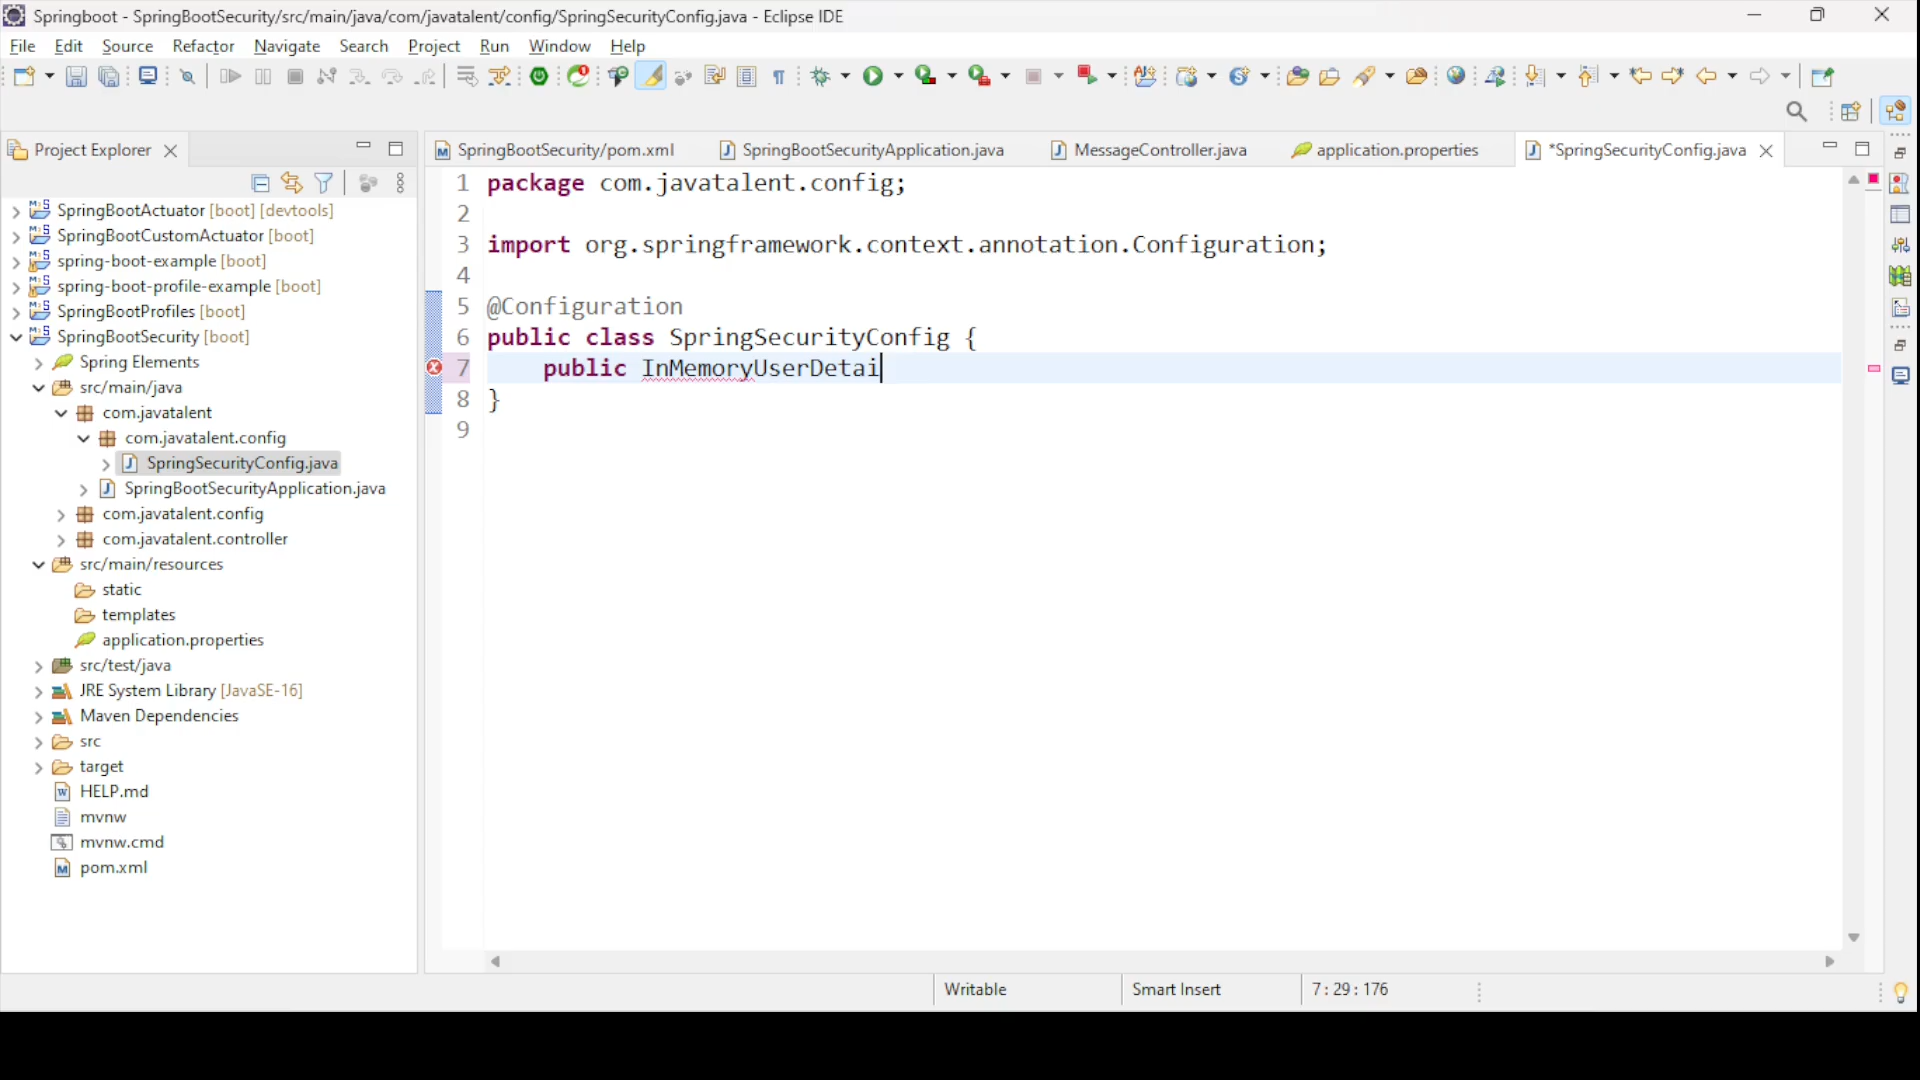 Springboot - SpringBootSecurity/src/main/java/com/javatalent/config/SpringSecurityConfig.java - Eclipse IDE
File Edit Source Refactor Navigate Search Project Run Window Help
Project Explorer
SpringBootSecurity/pom.xml SpringBootSecurityApplication.java MessageController.java application.properties *SpringSecurityConfig.java
SpringBootActuator [boot] [devtools]
SpringBootCustomActuator [boot]
spring-boot-example [boot]
spring-boot-profile-example [boot]
SpringBootProfiles [boot]
SpringBootSecurity [boot]
Spring Elements
src/main/java
com.javatalent
com.javatalent.config
SpringSecurityConfig.java
SpringBootSecurityApplication.java
com.javatalent.config
com.javatalent.controller
src/main/resources
static
templates
application.properties
src/test/java
JRE System Library [JavaSE-16]
Maven Dependencies
src
target
HELP.md
mvnw
mvnw.cmd
pom.xml
1 package com.javatalent.config;
2
3 import org.springframework.context.annotation.Configuration;
4
5 @Configuration
6 public class SpringSecurityConfig {
7 public InMemoryUserDetai
8 }
9
Writable Smart Insert 7 : 29 : 176